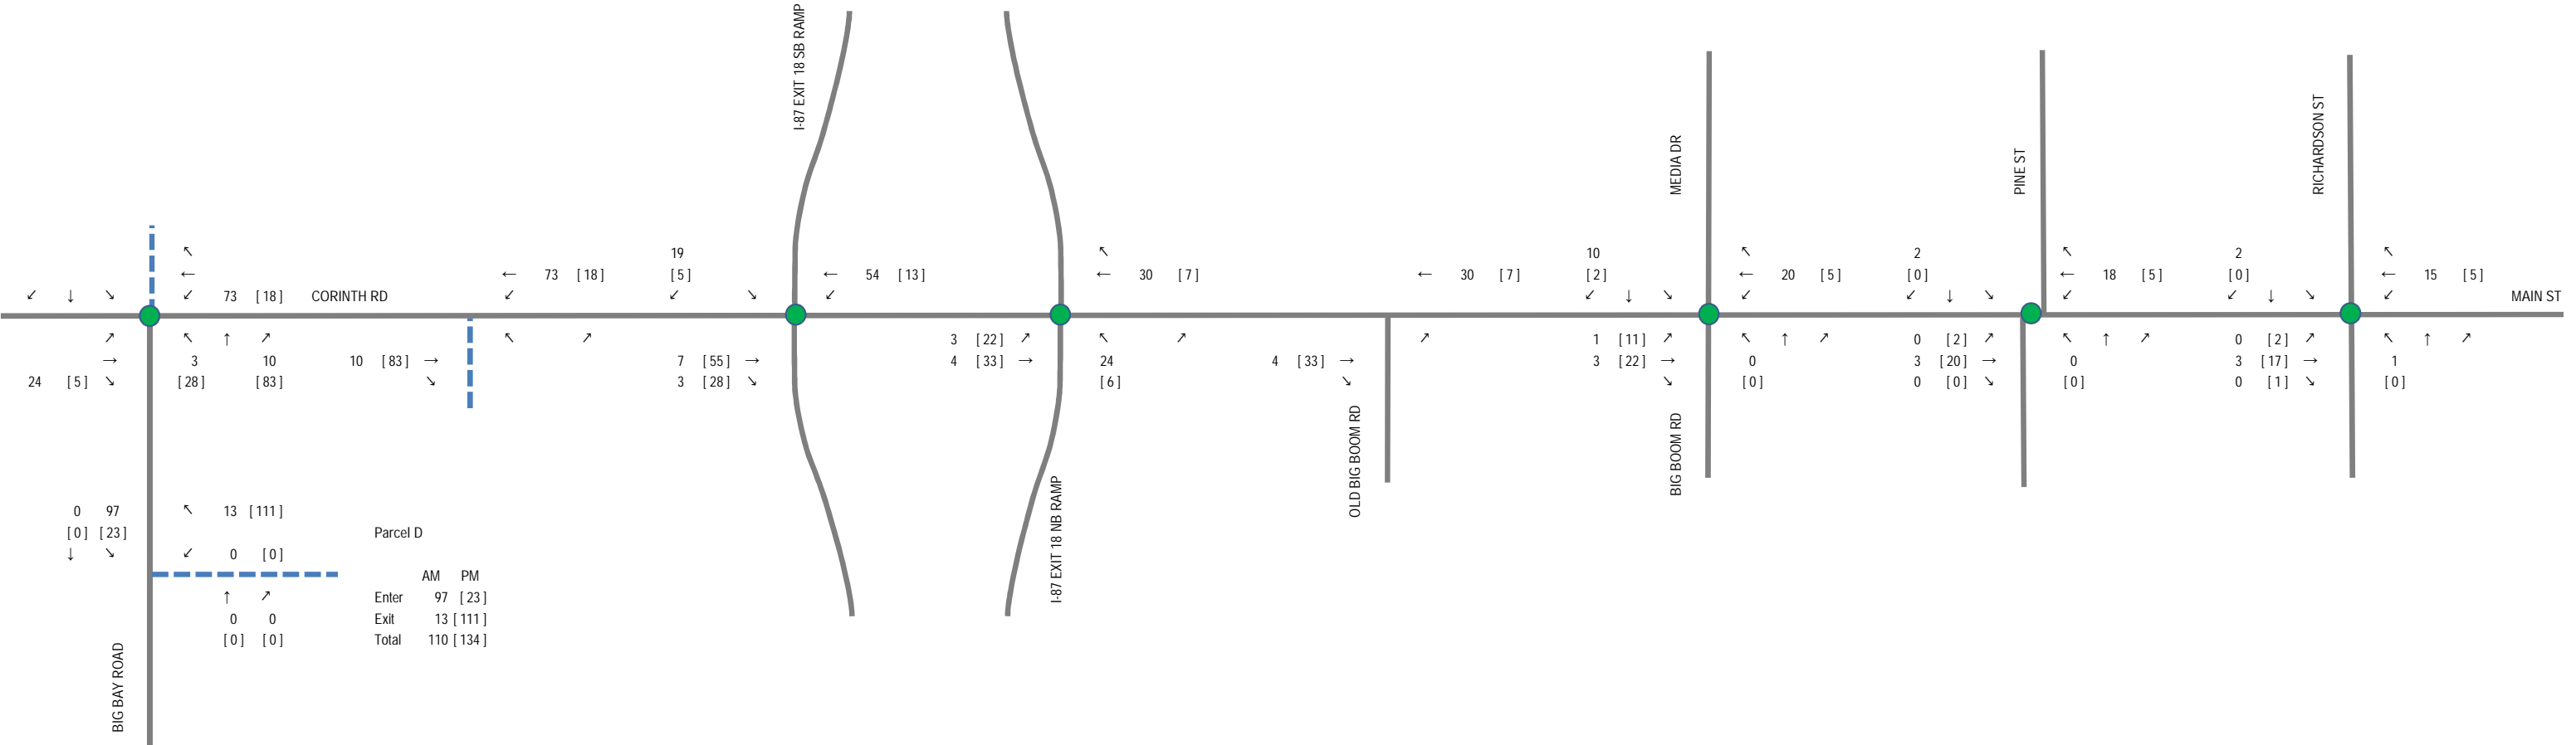 I-87 EXIT 18 SB RAMP
MEDIA DR
PINE ST
RICHARDSON ST
↖ 19 ↖ 10 ↖ 2 ↖ 2 ↖
← ← 73 [ 18 ] [ 5 ] ← 54 [ 13 ] ← 30 [ 7 ] ← 30 [ 7 ] [ 2 ] ← 20 [ 5 ] [ 0 ] ← 18 [ 5 ] [ 0 ] ← 15 [ 5 ]
↙ ↓ ↘ ↙ 73 [ 18 ] CORINTH RD ↙ ↙ ↘ ↙ ↙ ↓ ↘ ↙ ↙ ↓ ↘ ↙ ↙ ↓ ↘ ↙ MAIN ST
↗ ↖ ↑ ↗ ↖ ↗ 3 [ 22 ] ↗ ↖ ↗ ↗ 1 [ 11 ] ↗ ↖ ↑ ↗ 0 [ 2 ] ↗ ↖ ↑ ↗ 0 [ 2 ] ↗ ↖ ↑ ↗
→ 3 10 10 [ 83 ] → 7 [ 55 ] → 4 [ 33 ] → 24 4 [ 33 ] → 3 [ 22 ] → 0 3 [ 20 ] → 0 3 [ 17 ] → 1
24 [ 5 ] ↘ [ 28 ] [ 83 ] ↘ 3 [ 28 ] ↘ [ 6 ] ↘ ↘ [ 0 ] 0 [ 0 ] ↘ [ 0 ] 0 [ 1 ] ↘ [ 0 ]
OLD BIG BOOM RD
BIG BOOM RD
I-87 EXIT 18 NB RAMP
0 97 ↖ 13 [ 111 ]
[ 0 ] [ 23 ] Parcel D
↓ ↘ ↙ 0 [ 0 ]
AM PM
↑ ↗ Enter 97 [ 23 ]
0 0 Exit 13 [ 111 ]
[ 0 ] [ 0 ] Total 110 [ 134 ]
BIG BAY ROAD